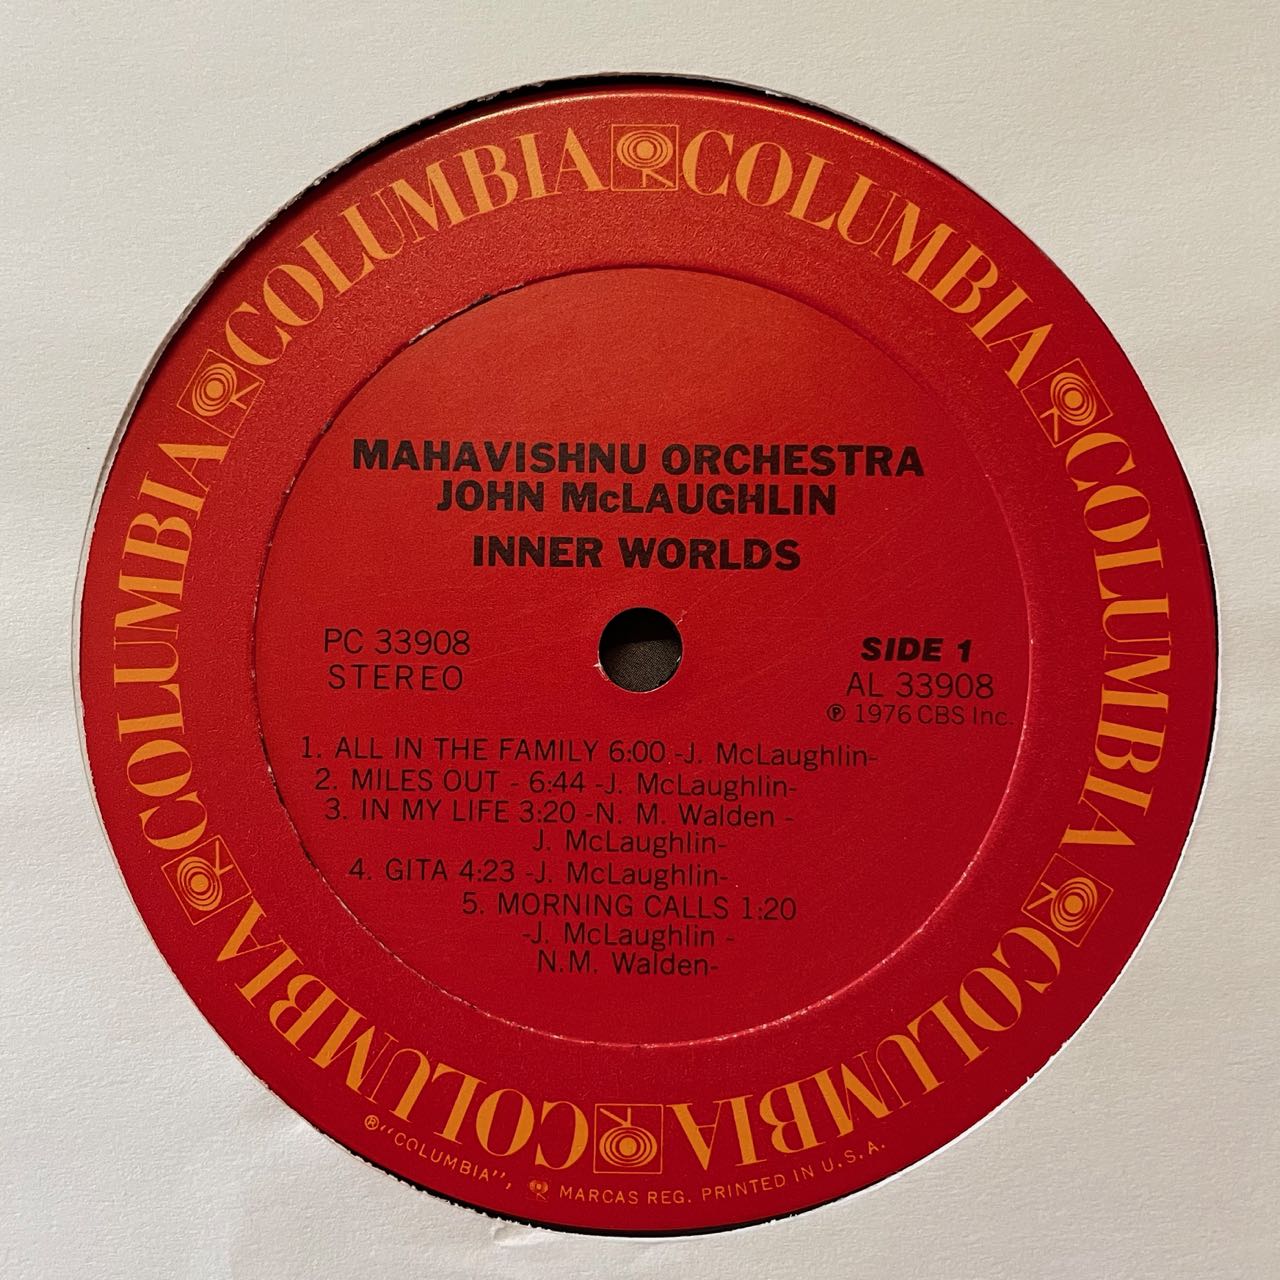 COLUMBIA COLUMBIA COLUMBIA COLUMBIA COLUMBIA COLUMBIA
MAHAVISHNU ORCHESTRA
JOHN McLAUGHLIN
INNER WORLDS
PC 33908
STEREO
SIDE 1
AL 33908
℗ 1976 CBS Inc.
1. ALL IN THE FAMILY 6:00 -J. McLaughlin-
2. MILES OUT - 6:44 -J. McLaughlin-
3. IN MY LIFE 3:20 -N. M. Walden -
J. McLaughlin-
4. GITA 4:23 -J. McLaughlin-
5. MORNING CALLS 1:20
-J. McLaughlin -
N.M. Walden-
®"COLUMBIA", MARCAS REG. PRINTED IN U.S.A.